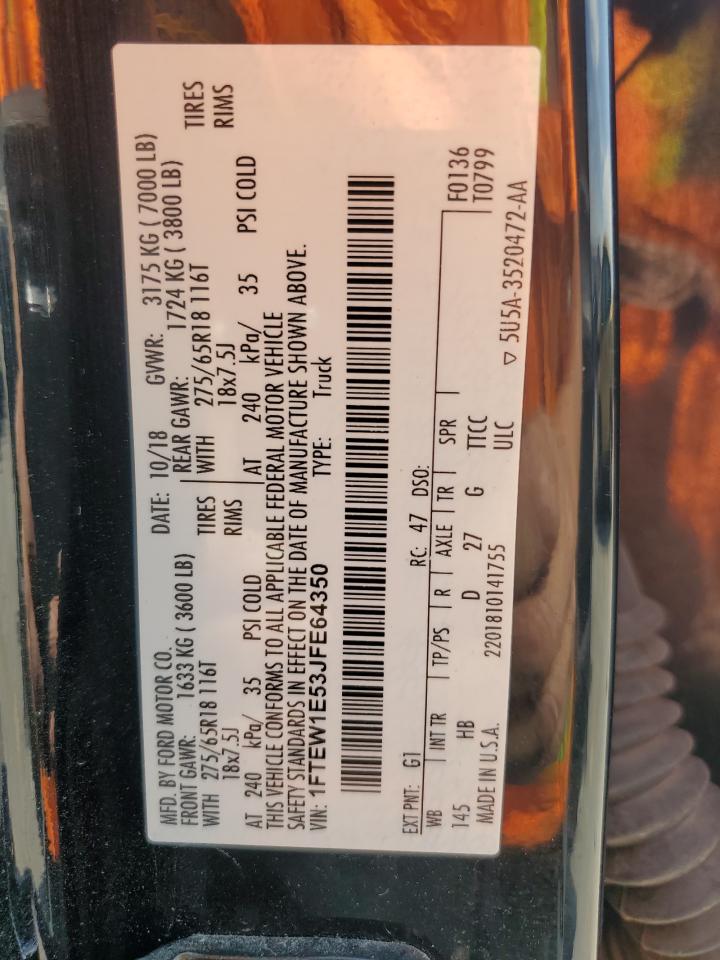 MFD. BY FORD MOTOR CO. DATE: 10/18 GVWR: 3175 KG ( 7000 LB)
FRONT GAWR: 1633 KG ( 3600 LB) REAR GAWR: 1724 KG ( 3800 LB)
WITH 275/65R18 116T TIRES WITH 275/65R18 116T TIRES
18x7.5J RIMS 18x7.5J RIMS
AT 240 kPa/ 35 PSI COLD AT 240 kPa/ 35 PSI COLD
THIS VEHICLE CONFORMS TO ALL APPLICABLE FEDERAL MOTOR VEHICLE
SAFETY STANDARDS IN EFFECT ON THE DATE OF MANUFACTURE SHOWN ABOVE.
VIN: 1FTEW1E53JFE64350 TYPE: Truck
F0136
EXT PNT: G1 RC: 47 DSO: T0799
WB INT TR TP/PS R AXLE TR SPR
145 HB D 27 G TTCC
MADE IN U.S.A. 2201810141755 ULC
▽ 5U5A-3520472-AA